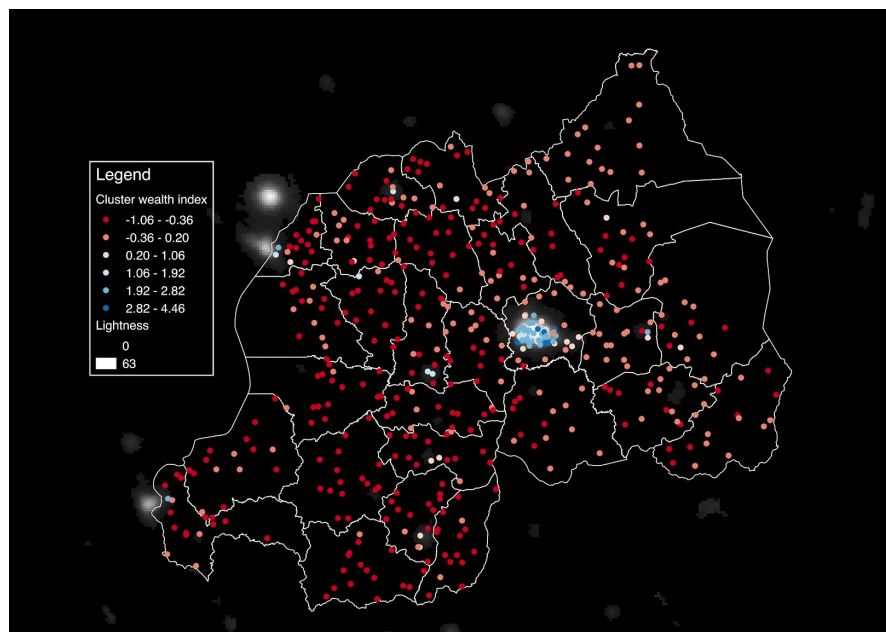 Legend
Cluster wealth index
-1.06 - -0.36
-0.36 - 0.20
0.20 - 1.06
1.06 - 1.92
1.92 - 2.82
2.82 - 4.46
Lightness
0
63